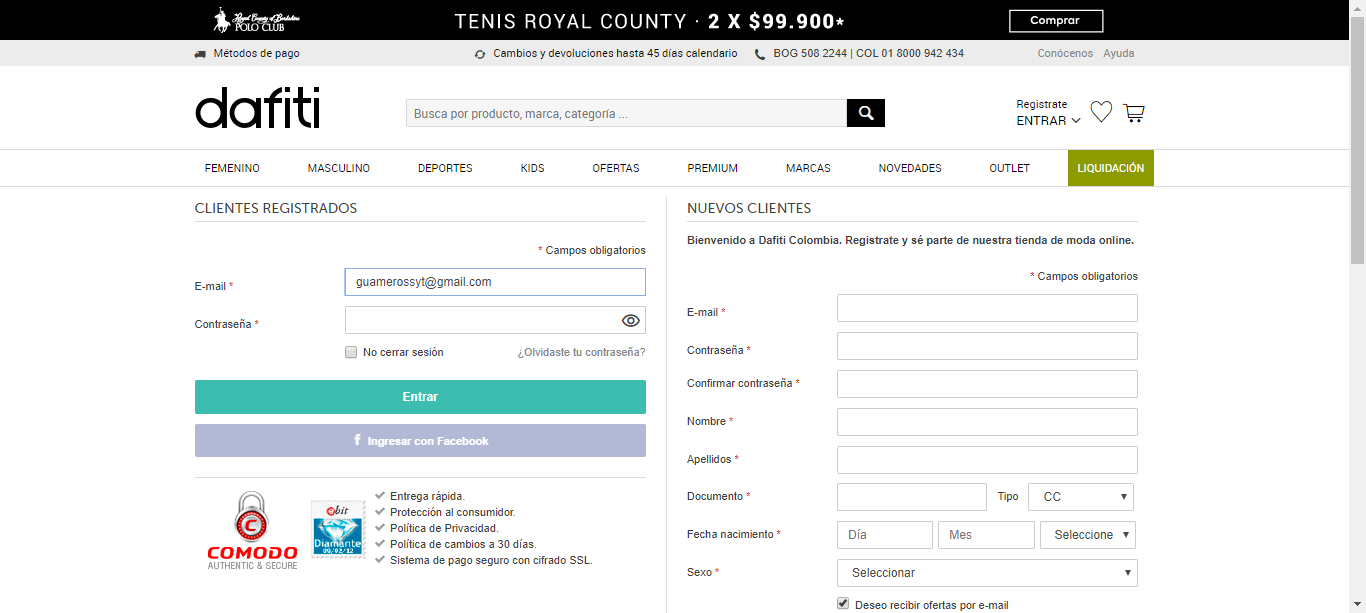 Royal County of Berkshire
POLO CLUB
TENIS ROYAL COUNTY · 2 X $99.900*
Comprar
Métodos de pago
Cambios y devoluciones hasta 45 días calendario
BOG 508 2244 | COL 01 8000 942 434
Conócenos Ayuda
dafiti
Busca por producto, marca, categoría ...
Registrate
ENTRAR
FEMENINO MASCULINO DEPORTES KIDS OFERTAS PREMIUM MARCAS NOVEDADES OUTLET LIQUIDACIÓN
CLIENTES REGISTRADOS
* Campos obligatorios
E-mail *
guamerossyt@gmail.com
Contraseña *
No cerrar sesión
¿Olvidaste tu contraseña?
Entrar
f Ingresar con Facebook
C
COMODO
AUTHENTIC & SECURE
ebit
Diamante
09/02/12
Entrega rápida.
Protección al consumidor.
Política de Privacidad.
Política de cambios a 30 días.
Sistema de pago seguro con cifrado SSL.
NUEVOS CLIENTES
Bienvenido a Dafiti Colombia. Registrate y sé parte de nuestra tienda de moda online.
* Campos obligatorios
E-mail *
Contraseña *
Confirmar contraseña *
Nombre *
Apellidos *
Documento *
Tipo
CC
Fecha nacimiento *
Día
Mes
Seleccione
Sexo *
Seleccionar
Deseo recibir ofertas por e-mail